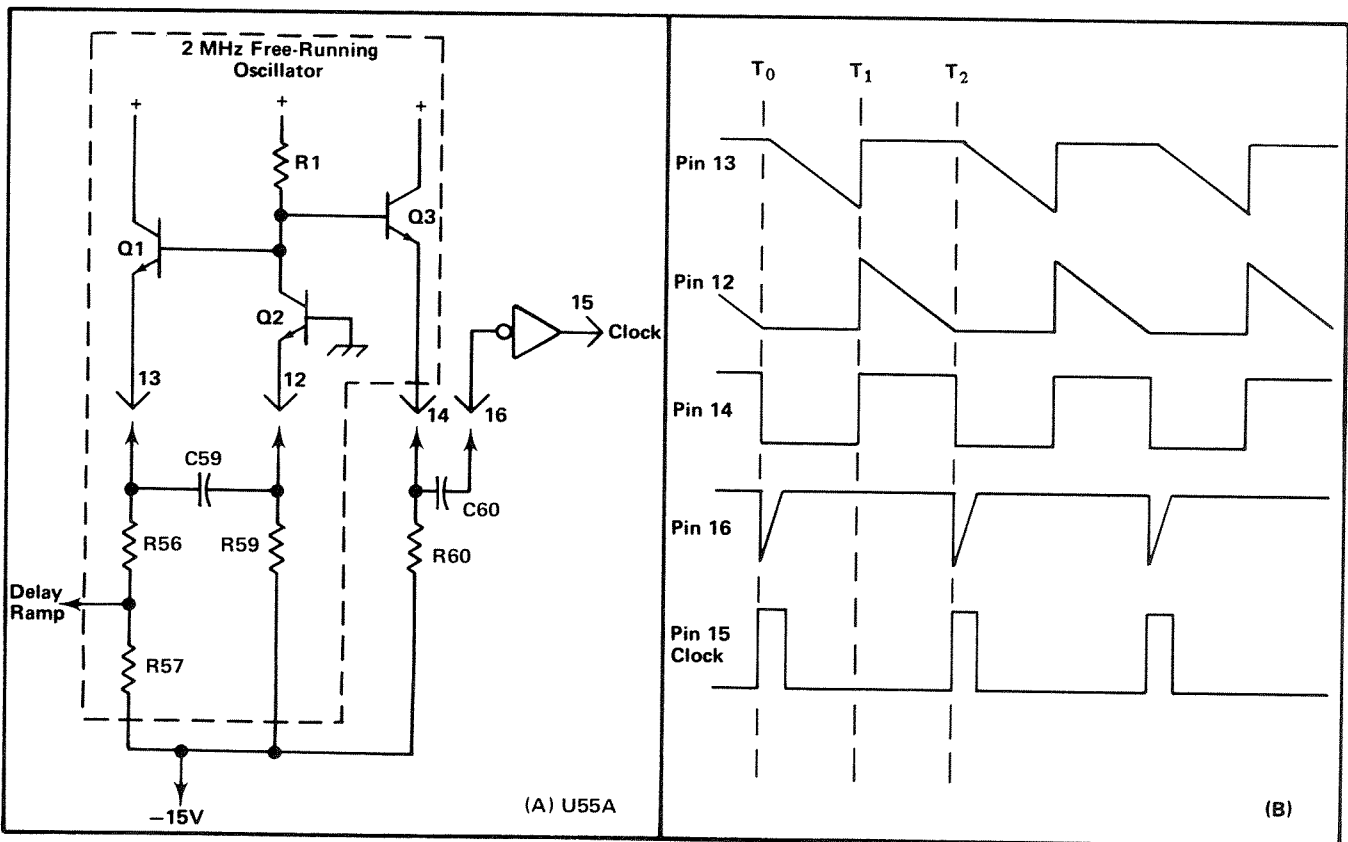 2 MHz Free-Running
Oscillator
+
+
+
R1
Q1
Q3
Q2
15
Clock
13
12
14
16
C59
C60
R56
R59
R60
Delay
Ramp
R57
−15V
(A) U55A
T0
T1
T2
Pin 13
Pin 12
Pin 14
Pin 16
Pin 15
Clock
(B)